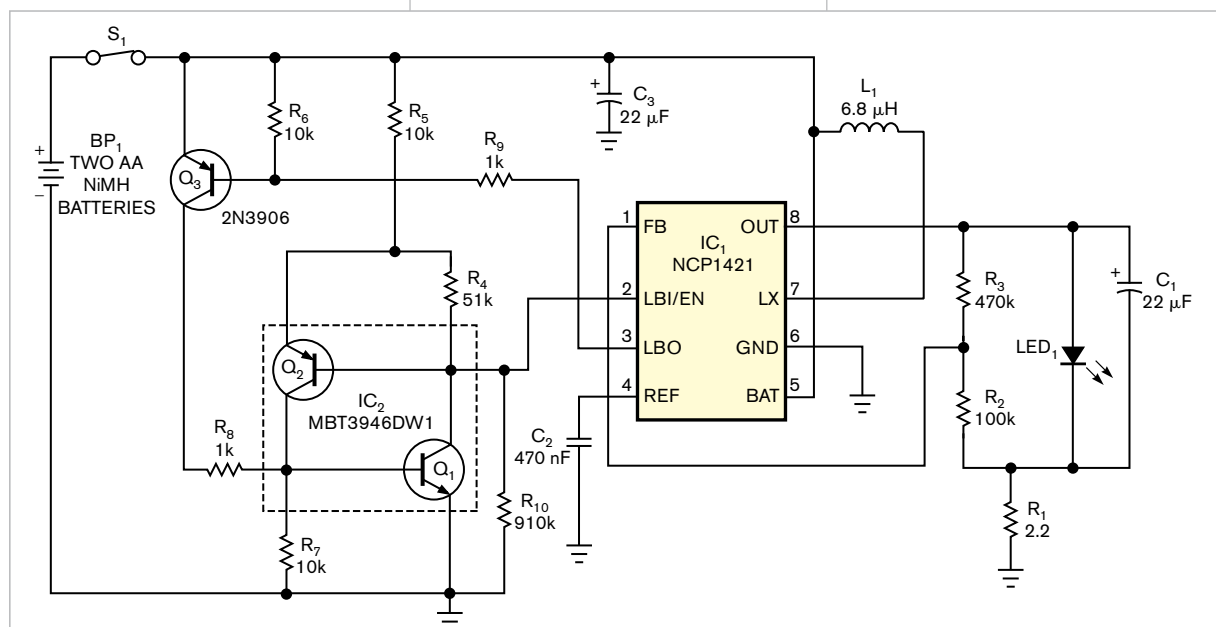 S₁
BP₁
TWO AA
NiMH
BATTERIES
+
−
Q₃
2N3906
R₆
10k
R₅
10k
R₉
1k
+
C₃
22 µF
L₁
6.8 µH
R₄
51k
Q₂
IC₂
MBT3946DW1
Q₁
R₈
1k
R₇
10k
R₁₀
910k
C₂
470 nF
1
FB
2
LBI/EN
3
LBO
4
REF
IC₁
NCP1421
OUT
8
LX
7
GND
6
BAT
5
R₃
470k
R₂
100k
LED₁
+
C₁
22 µF
R₁
2.2